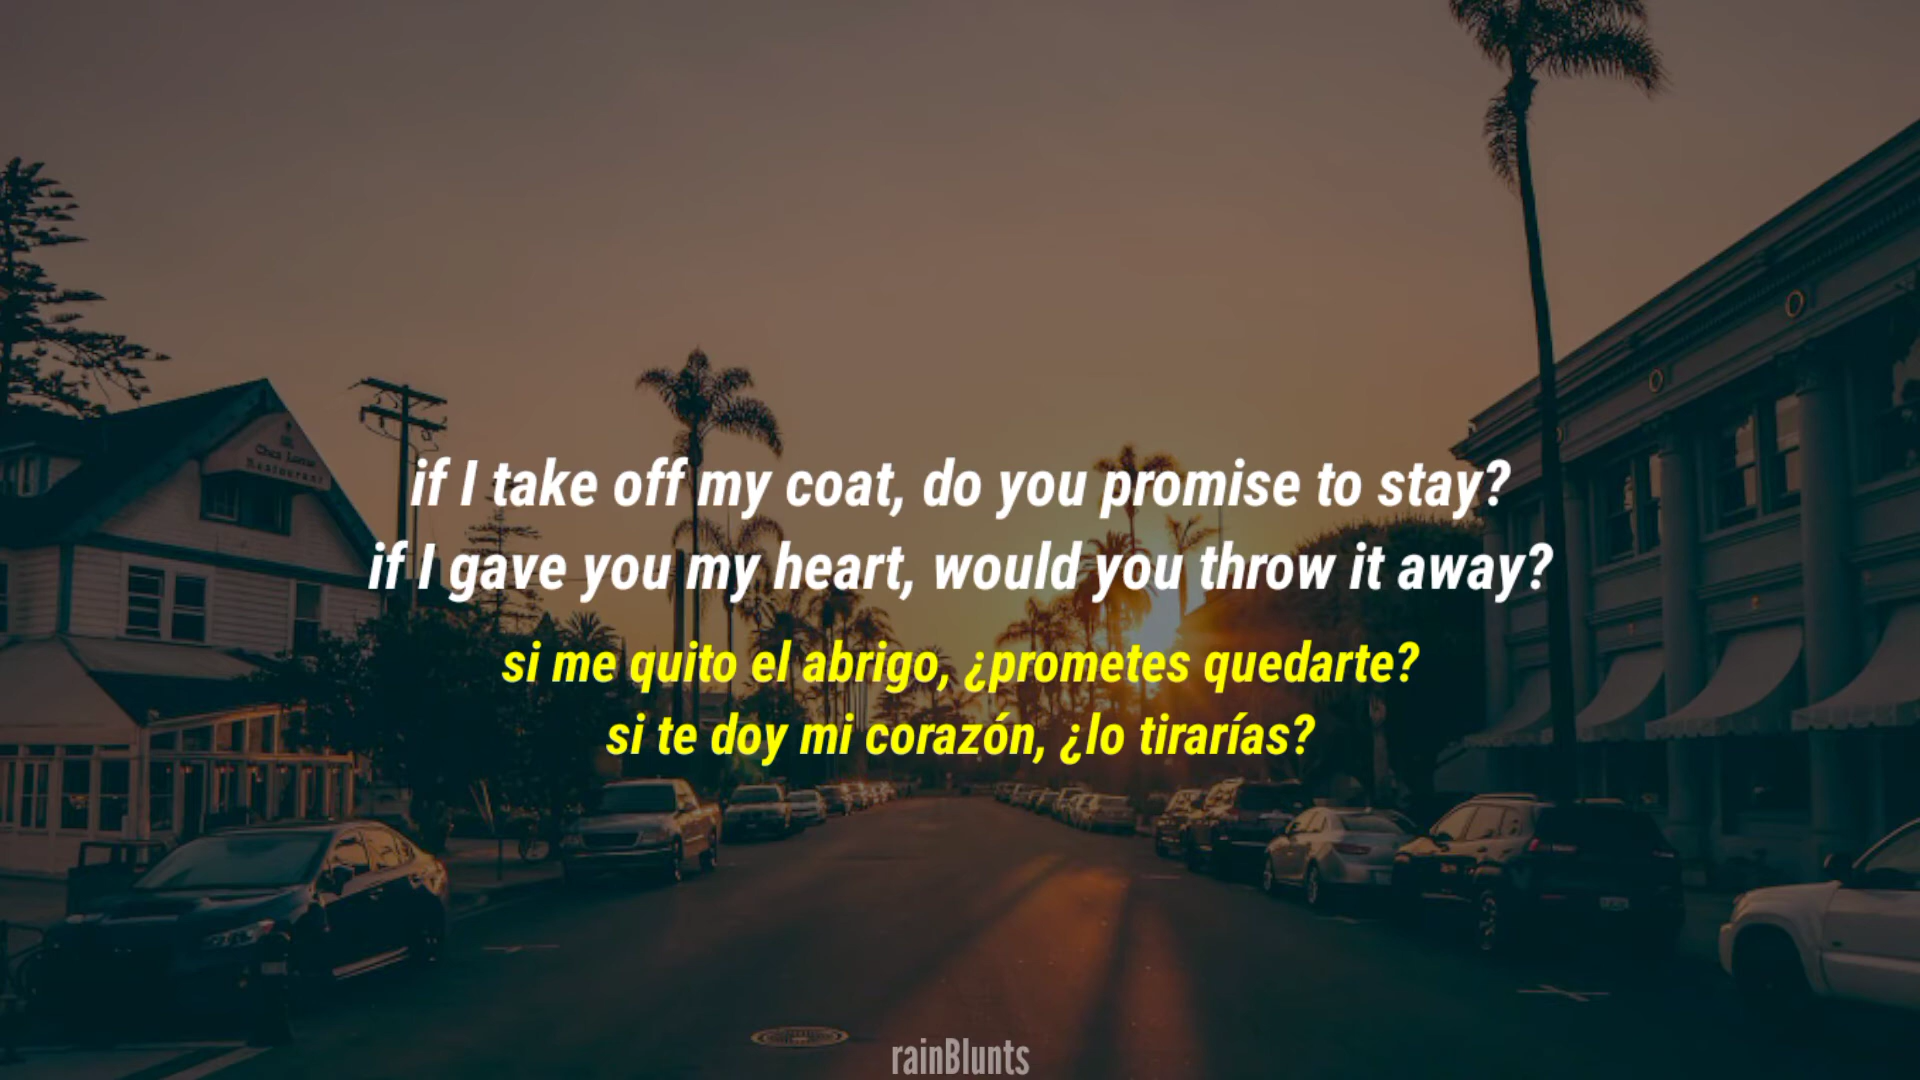 Restaurant
if I take off my coat, do you promise to stay?
if I gave you my heart, would you throw it away?
si me quito el abrigo, ¿prometes quedarte?
si te doy mi corazón, ¿lo tirarías?
rainBlunts